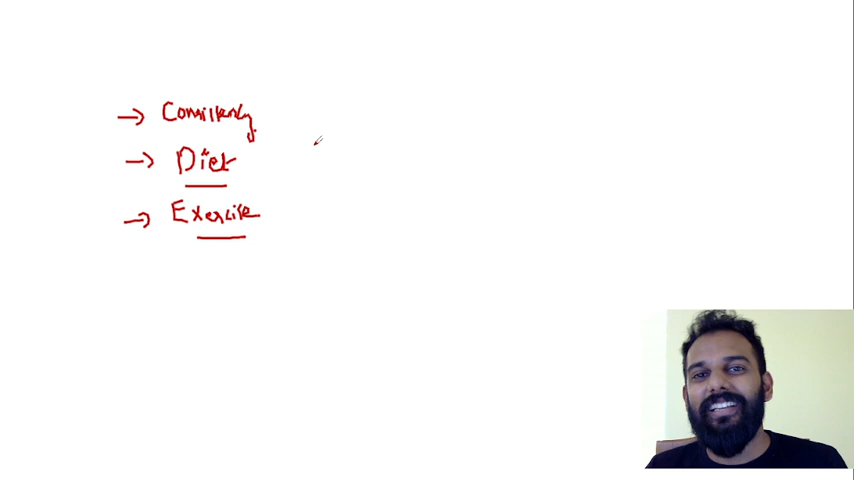 → Consistency
→ Diet
→ Exercise